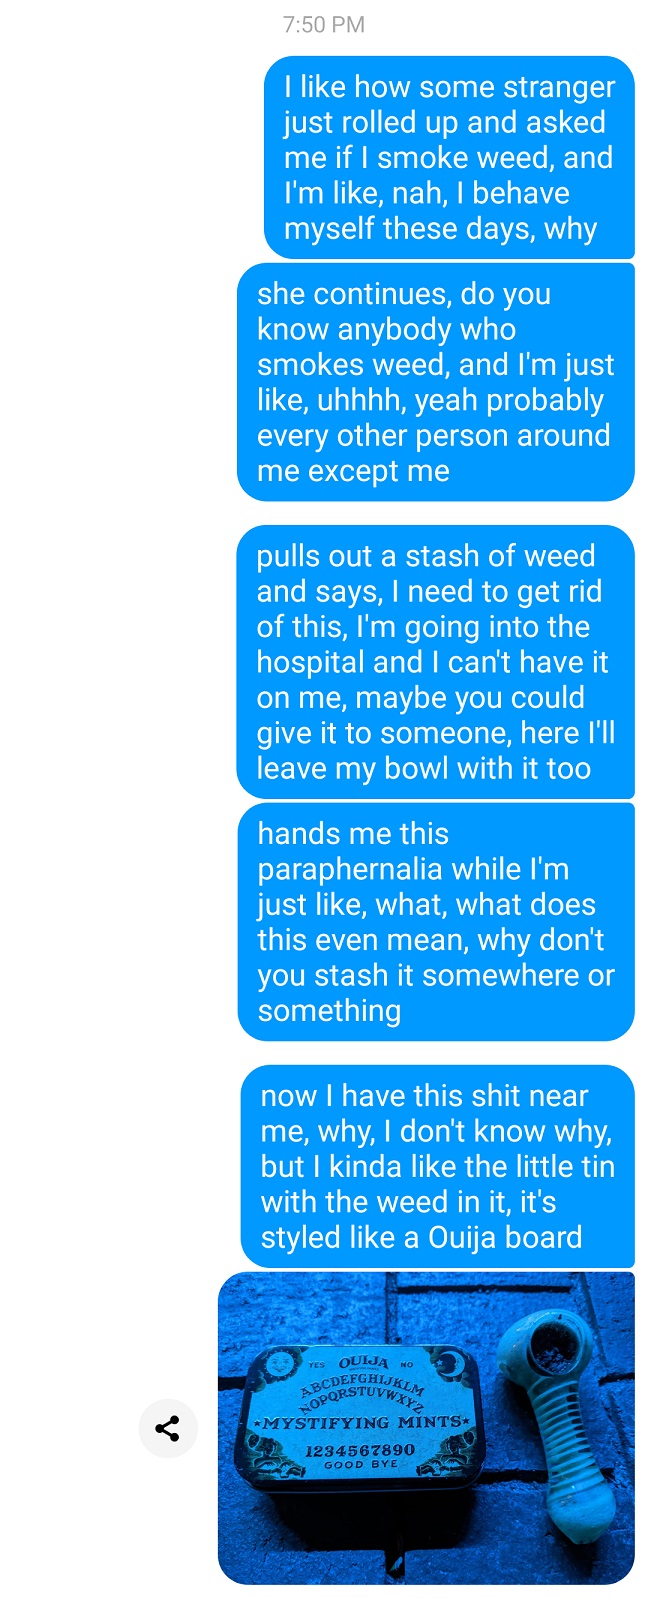 7:50 PM
I like how some stranger
just rolled up and asked
me if I smoke weed, and
I'm like, nah, I behave
myself these days, why
she continues, do you
know anybody who
smokes weed, and I'm just
like, uhhhh, yeah probably
every other person around
me except me
pulls out a stash of weed
and says, I need to get rid
of this, I'm going into the
hospital and I can't have it
on me, maybe you could
give it to someone, here I'll
leave my bowl with it too
hands me this
paraphernalia while I'm
just like, what, what does
this even mean, why don't
you stash it somewhere or
something
now I have this shit near
me, why, I don't know why,
but I kinda like the little tin
with the weed in it, it's
styled like a Ouija board
YES OUIJA NO
ABCDEFGHIJKLM
NOPQRSTUVWXYZ
★MYSTIFYING MINTS★
1234567890
GOOD BYE